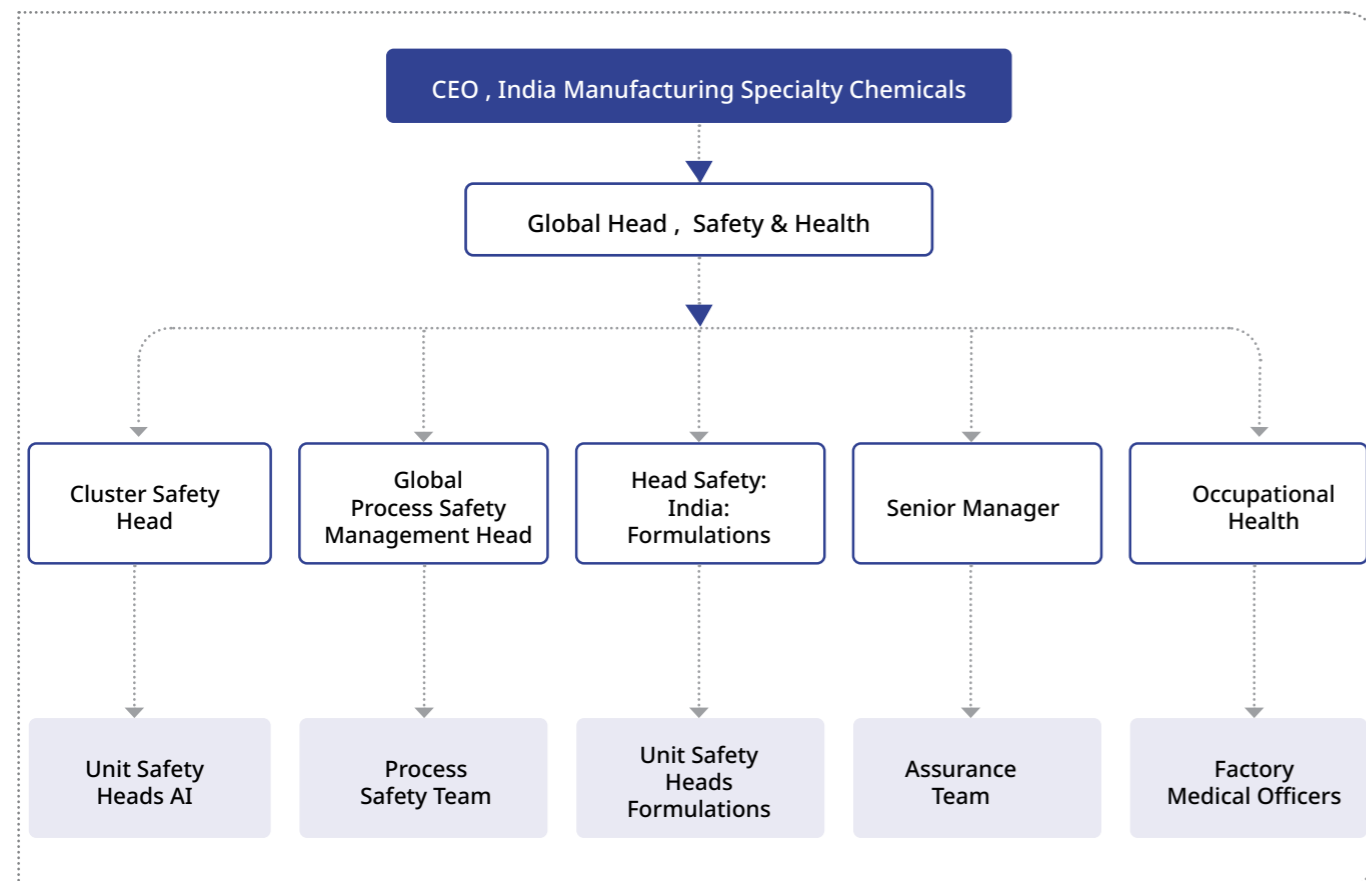 CEO , India Manufacturing Specialty Chemicals
Global Head , Safety & Health
Cluster Safety
Head
Global
Process Safety
Management Head
Head Safety:
India:
Formulations
Senior Manager
Occupational
Health
Unit Safety
Heads AI
Process
Safety Team
Unit Safety
Heads
Formulations
Assurance
Team
Factory
Medical Officers